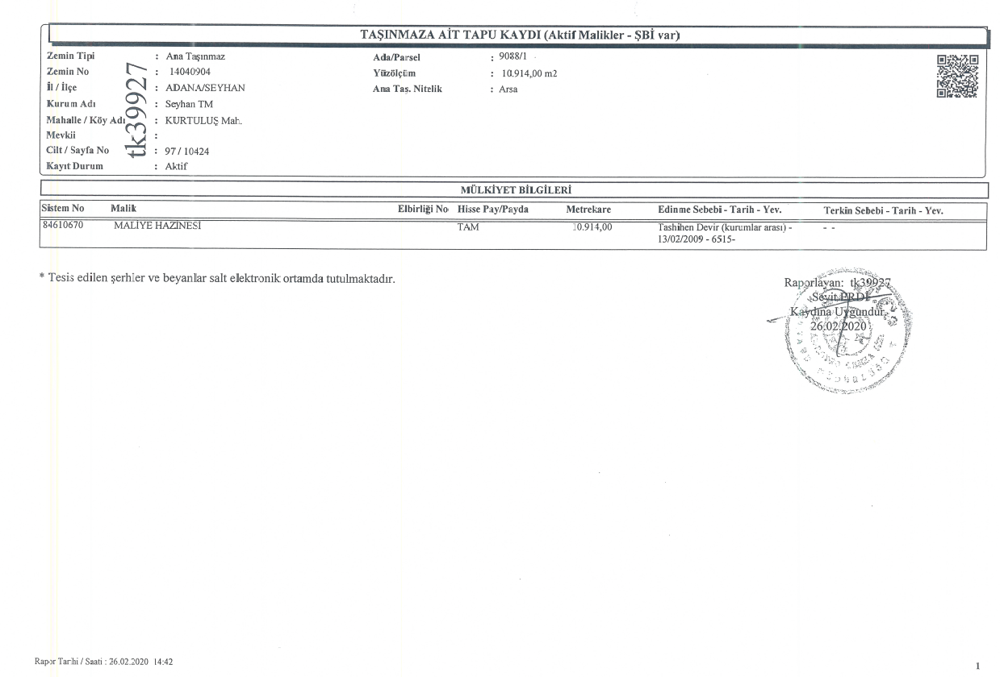 TAŞINMAZA AİT TAPU KAYDI (Aktif Malikler - ŞBİ var)
Zemin Tipi : Ana Taşınmaz
Zemin No : 14040904
İl / İlçe : ADANA/SEYHAN
Kurum Adı : Seyhan TM
Mahalle / Köy Adı : KURTULUŞ Mah.
Mevkii :
Cilt / Sayfa No : 97 / 10424
Kayıt Durum : Aktif
tk39927
Ada/Parsel : 9088/1
Yüzölçüm : 10.914,00 m2
Ana Taş. Nitelik : Arsa
MÜLKİYET BİLGİLERİ
Sistem No Malik Elbirliği No Hisse Pay/Payda Metrekare Edinme Sebebi - Tarih - Yev. Terkin Sebebi - Tarih - Yev.
84610670 MALİYE HAZİNESİ TAM 10.914,00 Tashihen Devir (kurumlar arası) - - -
13/02/2009 - 6515-
* Tesis edilen şerhler ve beyanlar salt elektronik ortamda tutulmaktadır.
Raporlayan: tk39927
Seyit
Kaydına Uygundur.
26.02.2020
Rapor Tarihi / Saati : 26.02.2020 14:42
1